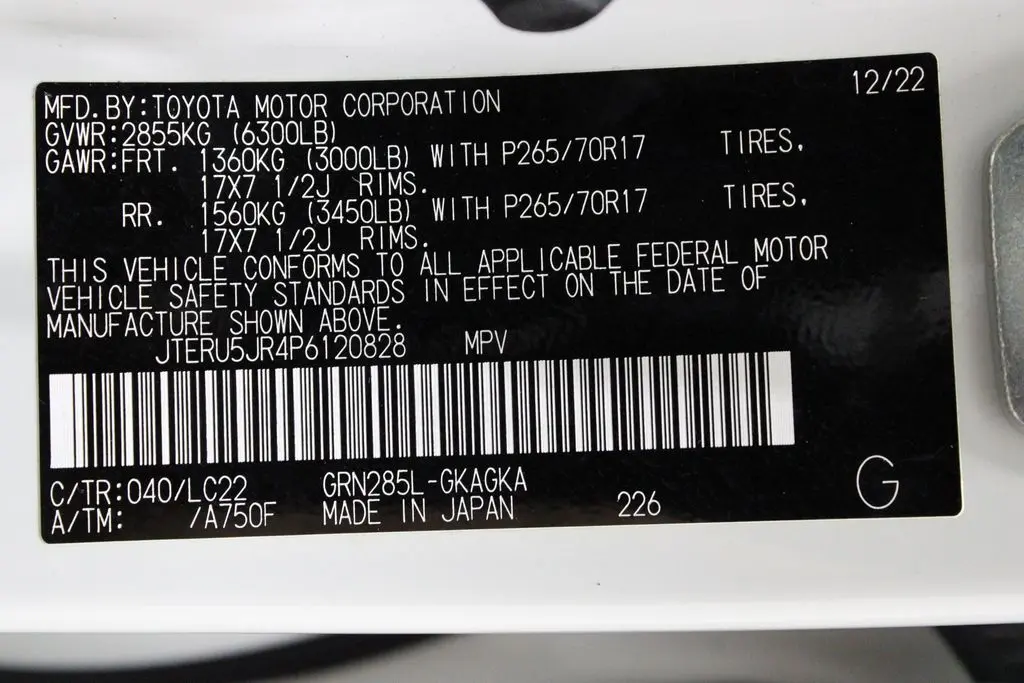 12/22
MFD.BY:TOYOTA MOTOR CORPORATION
GVWR:2855KG (6300LB)
GAWR:FRT. 1360KG (3000LB) WITH P265/70R17 TIRES,
17X7 1/2J RIMS.
RR. 1560KG (3450LB) WITH P265/70R17 TIRES,
17X7 1/2J RIMS.
THIS VEHICLE CONFORMS TO ALL APPLICABLE FEDERAL MOTOR
VEHICLE SAFETY STANDARDS IN EFFECT ON THE DATE OF
MANUFACTURE SHOWN ABOVE.
JTERU5JR4P6120828 MPV
C/TR:040/LC22 GRN285L-GKAGKA
A/TM: /A750F MADE IN JAPAN 226
G